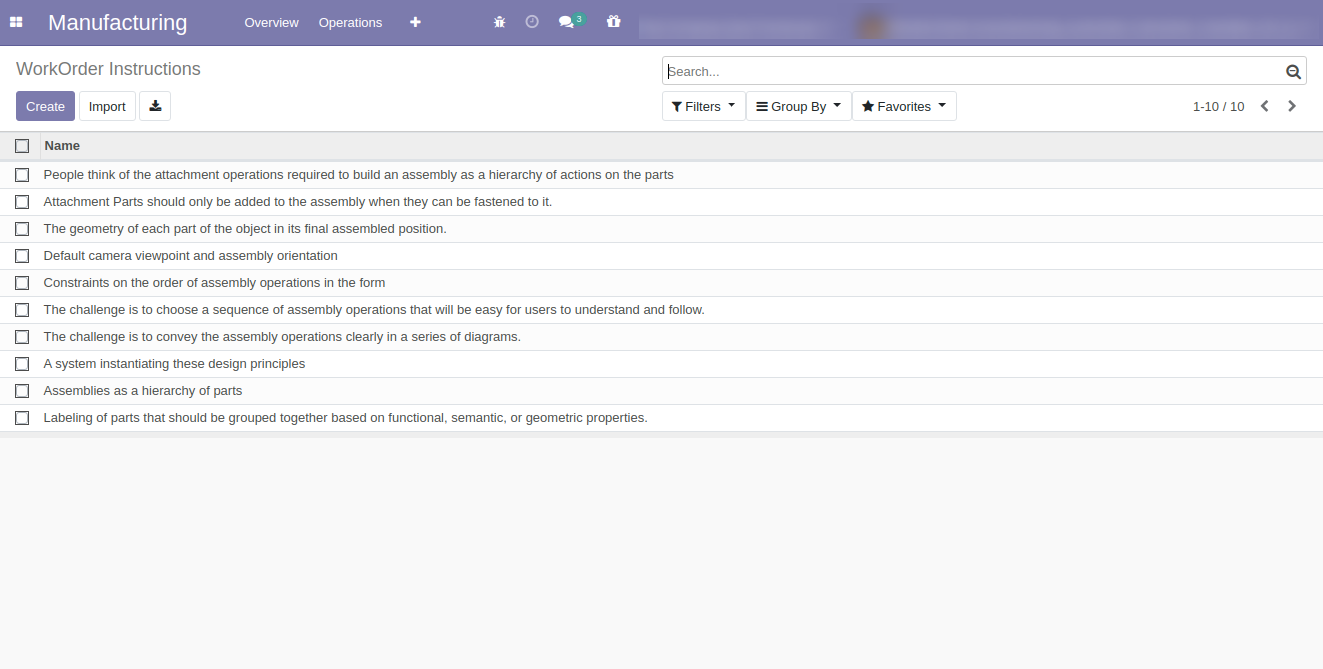 Manufacturing Overview Operations 3
WorkOrder Instructions
Search...
Create Import
Filters Group By Favorites 1-10 / 10
Name
People think of the attachment operations required to build an assembly as a hierarchy of actions on the parts
Attachment Parts should only be added to the assembly when they can be fastened to it.
The geometry of each part of the object in its final assembled position.
Default camera viewpoint and assembly orientation
Constraints on the order of assembly operations in the form
The challenge is to choose a sequence of assembly operations that will be easy for users to understand and follow.
The challenge is to convey the assembly operations clearly in a series of diagrams.
A system instantiating these design principles
Assemblies as a hierarchy of parts
Labeling of parts that should be grouped together based on functional, semantic, or geometric properties.